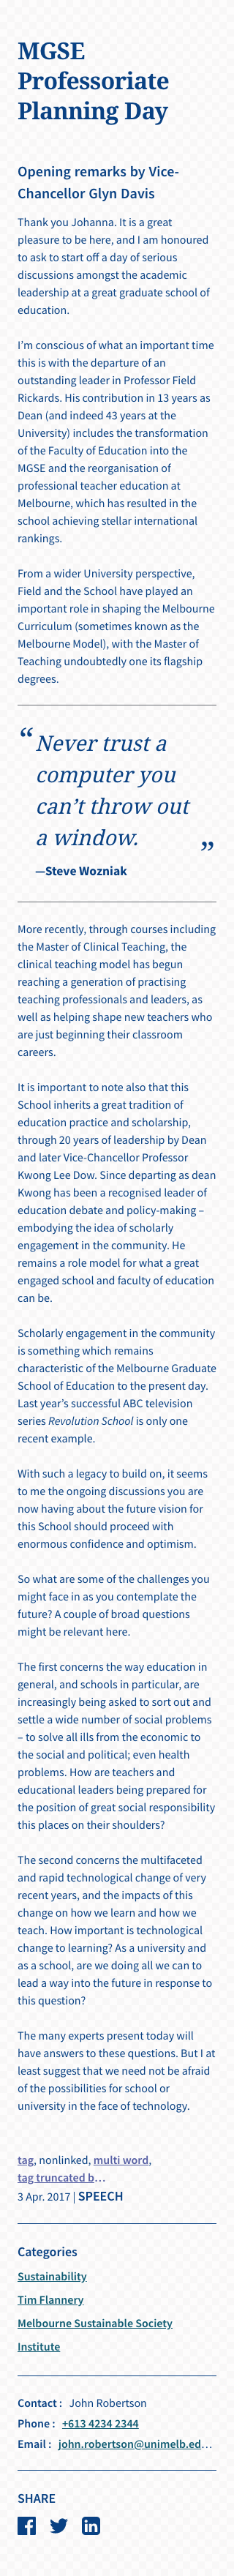 MGSE
Professoriate
Planning Day
Opening remarks by Vice-
Chancellor Glyn Davis
Thank you Johanna. It is a great
pleasure to be here, and I am honoured
to ask to start off a day of serious
discussions amongst the academic
leadership at a great graduate school of
education.
I'm conscious of what an important time
this is with the departure of an
outstanding leader in Professor Field
Rickards. His contribution in 13 years as
Dean (and indeed 43 years at the
University) includes the transformation
of the Faculty of Education into the
MGSE and the reorganisation of
professional teacher education at
Melbourne, which has resulted in the
school achieving stellar international
rankings.
From a wider University perspective,
Field and the School have played an
important role in shaping the Melbourne
Curriculum (sometimes known as the
Melbourne Model), with the Master of
Teaching undoubtedly one its flagship
degrees.
“ Never trust a
computer you
can't throw out
a window. ”
—Steve Wozniak
More recently, through courses including
the Master of Clinical Teaching, the
clinical teaching model has begun
reaching a generation of practising
teaching professionals and leaders, as
well as helping shape new teachers who
are just beginning their classroom
careers.
It is important to note also that this
School inherits a great tradition of
education practice and scholarship,
through 20 years of leadership by Dean
and later Vice-Chancellor Professor
Kwong Lee Dow. Since departing as dean
Kwong has been a recognised leader of
education debate and policy-making –
embodying the idea of scholarly
engagement in the community. He
remains a role model for what a great
engaged school and faculty of education
can be.
Scholarly engagement in the community
is something which remains
characteristic of the Melbourne Graduate
School of Education to the present day.
Last year's successful ABC television
series Revolution School is only one
recent example.
With such a legacy to build on, it seems
to me the ongoing discussions you are
now having about the future vision for
this School should proceed with
enormous confidence and optimism.
So what are some of the challenges you
might face in as you contemplate the
future? A couple of broad questions
might be relevant here.
The first concerns the way education in
general, and schools in particular, are
increasingly being asked to sort out and
settle a wide number of social problems
– to solve all ills from the economic to
the social and political; even health
problems. How are teachers and
educational leaders being prepared for
the position of great social responsibility
this places on their shoulders?
The second concerns the multifaceted
and rapid technological change of very
recent years, and the impacts of this
change on how we learn and how we
teach. How important is technological
change to learning? As a university and
as a school, are we doing all we can to
lead a way into the future in response to
this question?
The many experts present today will
have answers to these questions. But I at
least suggest that we need not be afraid
of the possibilities for school or
university in the face of technology.
tag, nonlinked, multi word,
tag truncated b…
3 Apr. 2017 | SPEECH
Categories
Sustainability
Tim Flannery
Melbourne Sustainable Society
Institute
Contact : John Robertson
Phone : +613 4234 2344
Email : john.robertson@unimelb.ed…
SHARE